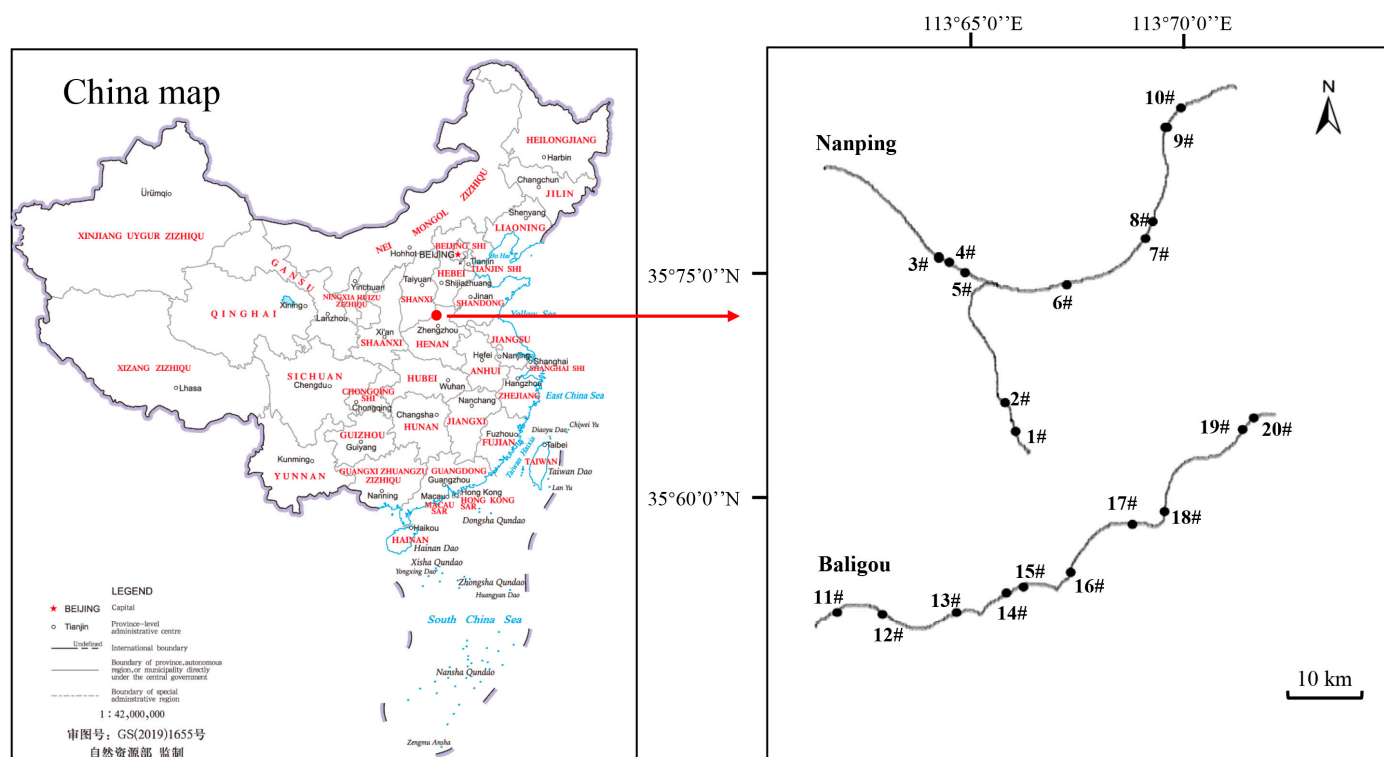 China map
HEILONGJIANG
Harbin
Changchun
JILIN
Ürümqi
NEI MONGOL ZIZHIQU
Shenyang
LIAONING
XINJIANG UYGUR ZIZHIQU
Hohhot
BEIJING SHI
BEIJING
Bo Hai
Tianjin
TIANJIN SHI
HEBEI
GANSU
Yinchuan
Taiyuan
Shijiazhuang
NINGXIA HUIZU
ZIZHIQU
SHANXI
Jinan
SHANDONG
Xining
QINGHAI
Lanzhou
Yellow Sea
Zhengzhou
Xi'an
SHAANXI
HENAN
JIANGSU
Hefei
Nanjing
Shanghai
SHANGHAI SHI
XIZANG ZIZHIQU
SICHUAN
ANHUI
HUBEI
Hangzhou
Lhasa
Chengdu
Wuhan
CHONGQING
SHI
ZHEJIANG
East China Sea
Chongqing
Nanchang
Changsha
HUNAN
JIANGXI
GUIZHOU
Fuzhou
Diaoyu Dao
Chiwei Yu
Guiyang
FUJIAN
Taibei
Kunming
Taiwan Haixia
TAIWAN
YUNNAN
GUANGXI ZHUANGZU
ZIZHIQU
GUANGDONG
Taiwan Dao
Guangzhou
Lan Yu
Nanning
Macau
Hong Kong
MACAU
SAR
HONG KONG
SAR
Dongsha Qundao
Haikou
HAINAN
Hainan Dao
Xisha Qundao
Yongxing Dao
Zhongsha Qundao
Huangyan Dao
South China Sea
Nansha Qunddo
Zengmu Ansha
LEGEND
★ BEIJING Capital
Tianjin Province-level
administrative centre
Undefined International boundary
Boundary of province,autonomous
region,or municipality directly
under the central government
Boundary of special
adminstrative region
1：42,000,000
审图号：GS(2019)1655号
自然资源部 监制
113°65’0’’E
113°70’0’’E
35°75’0’’N
35°60’0’’N
N
Nanping
10#
9#
8#
7#
3#
4#
5#
6#
2#
1#
19#
20#
17#
18#
Baligou
11#
12#
13#
14#
15#
16#
10 km